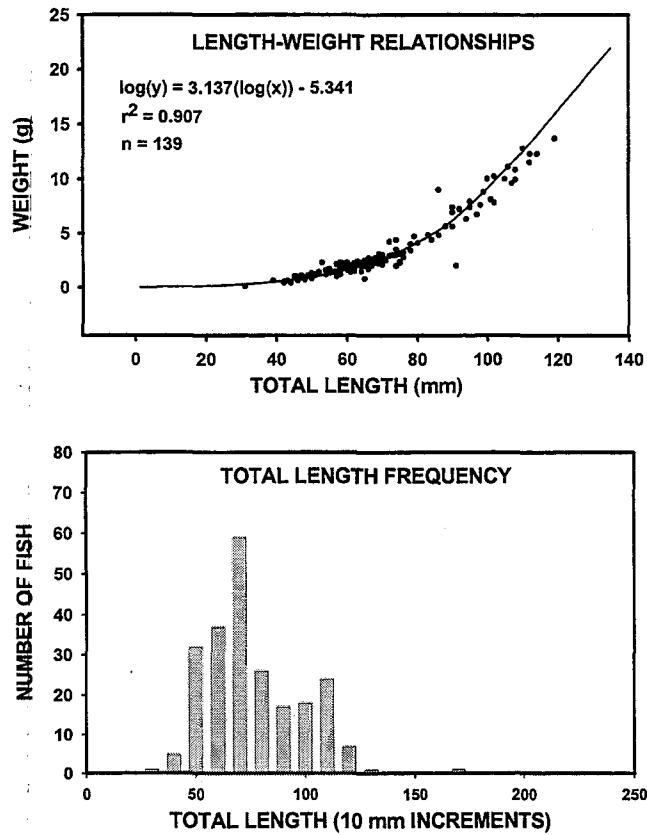 LENGTH-WEIGHT RELATIONSHIPS
log(y) = 3.137(log(x)) - 5.341
r² = 0.907
n = 139
WEIGHT (g)
25
20
15
10
5
0
0 20 40 60 80 100 120 140
TOTAL LENGTH (mm)
TOTAL LENGTH FREQUENCY
NUMBER OF FISH
80
70
60
50
40
30
20
10
0
0 50 100 150 200 250
TOTAL LENGTH (10 mm INCREMENTS)